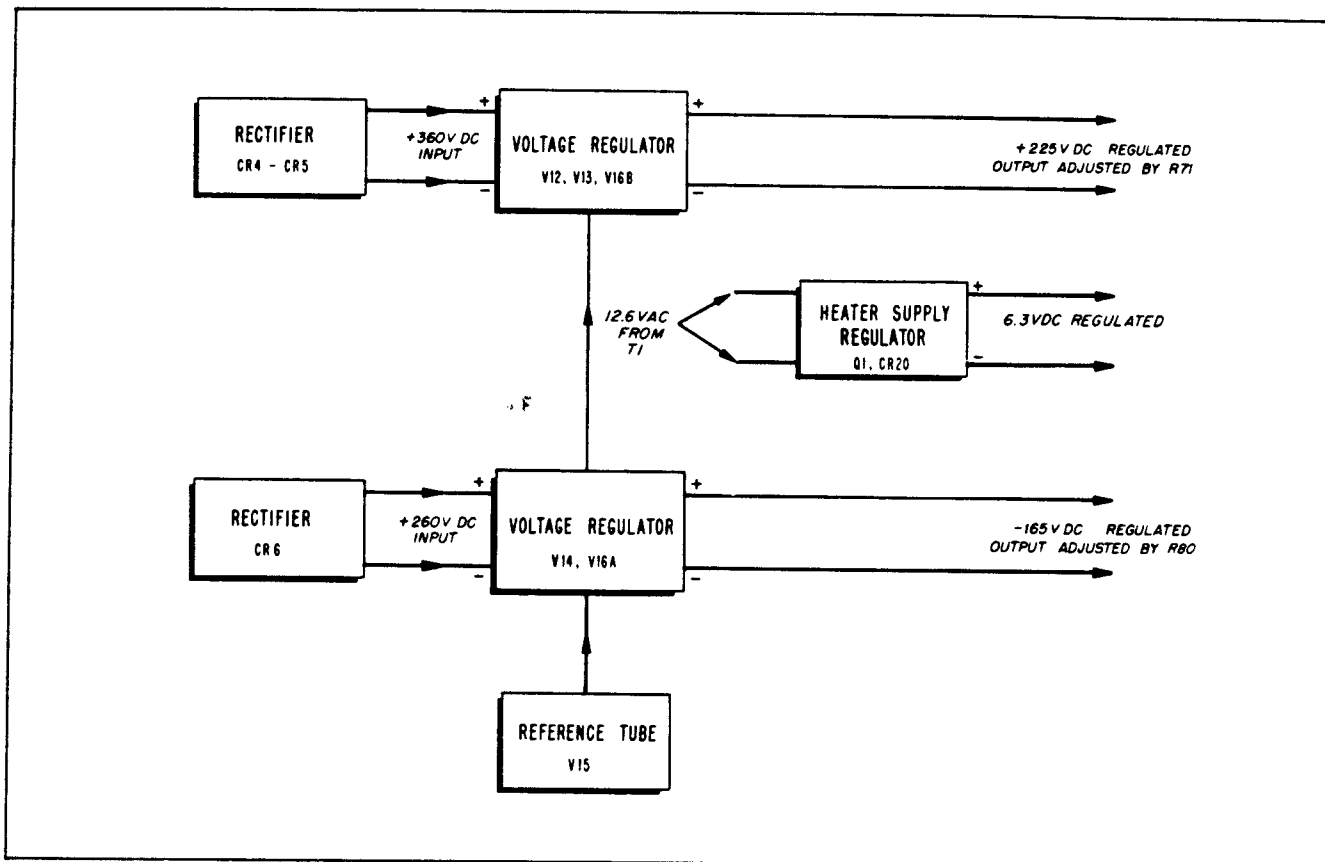 RECTIFIER
CR4 - CR5
+360V DC
INPUT
+
-
VOLTAGE REGULATOR
V12, V13, V16B
+
-
+225V DC REGULATED
OUTPUT ADJUSTED BY R71
12.6VAC
FROM
T1
HEATER SUPPLY
REGULATOR
Q1, CR20
+
-
6.3VDC REGULATED
RECTIFIER
CR6
+260V DC
INPUT
+
-
VOLTAGE REGULATOR
V14, V16A
+
-
-165V DC REGULATED
OUTPUT ADJUSTED BY R80
REFERENCE TUBE
V15